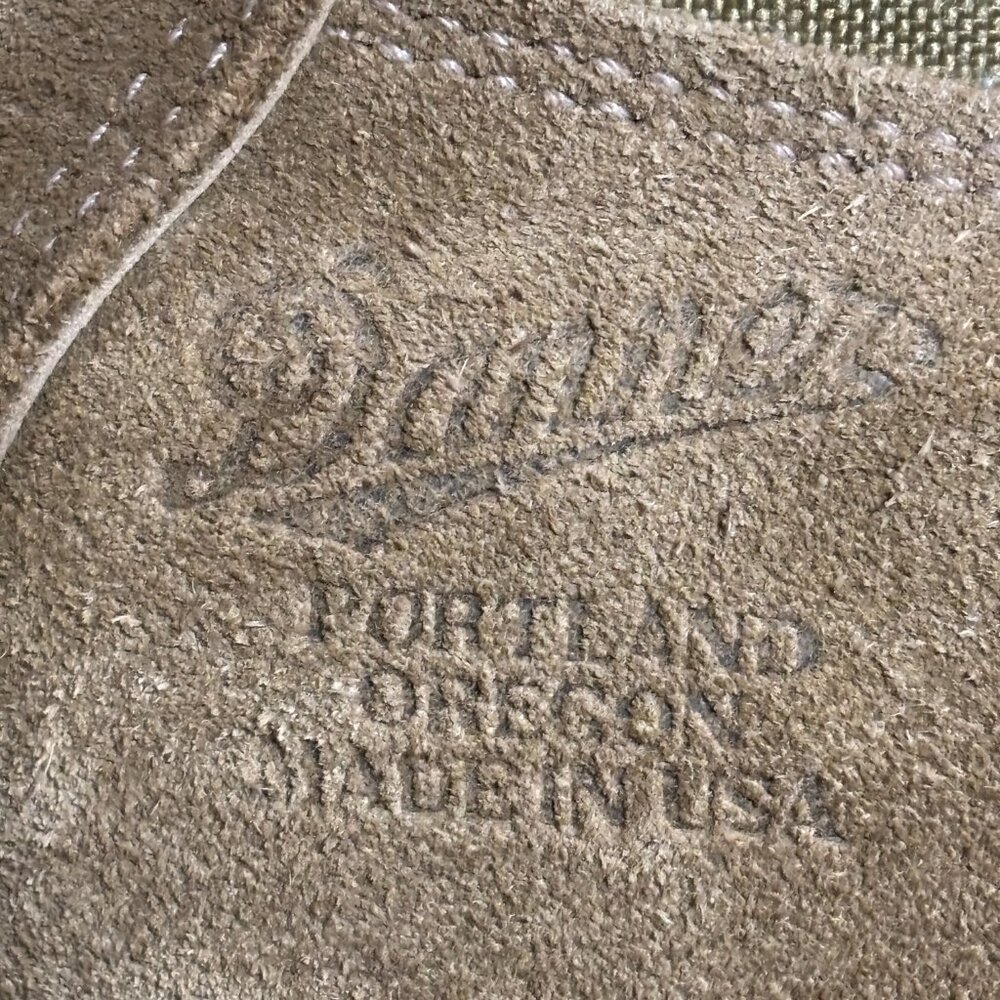 Danner
PORTLAND
OREGON
MADE IN USA